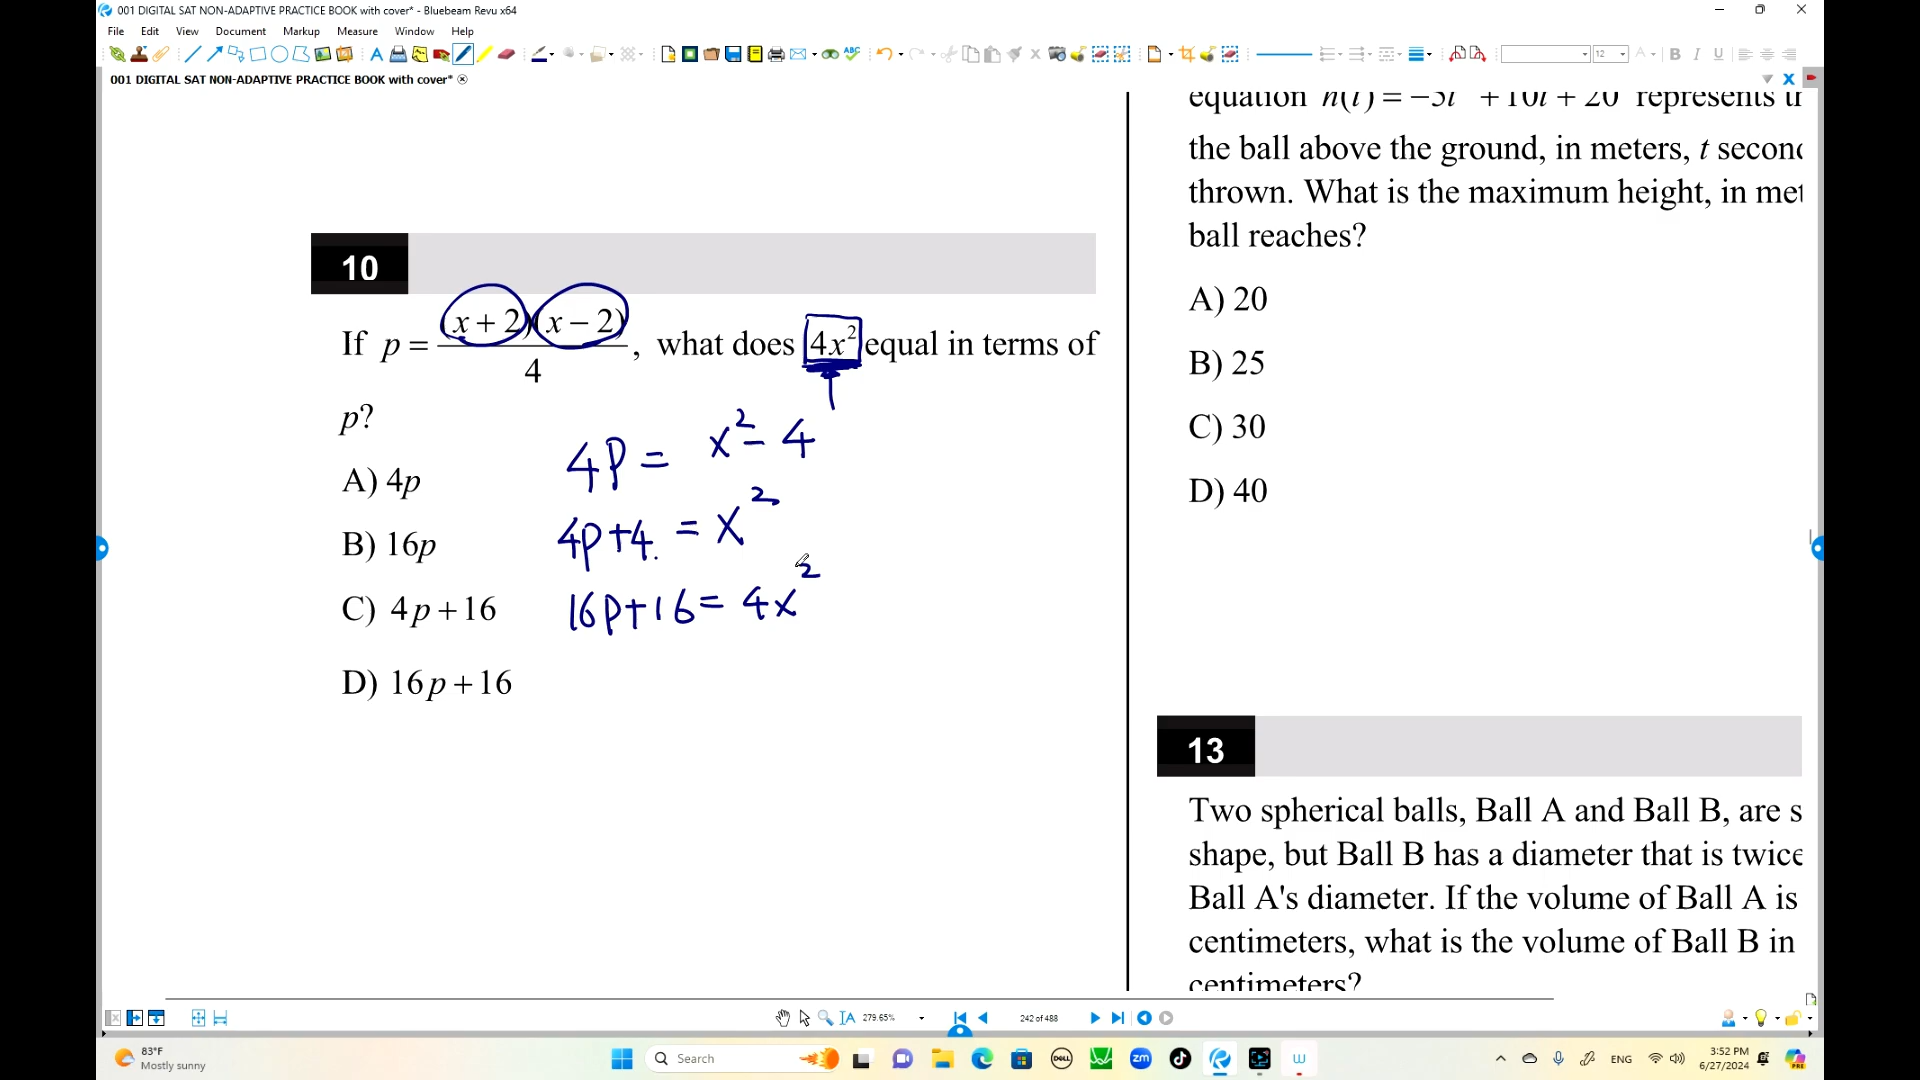 001 DIGITAL SAT NON-ADAPTIVE PRACTICE BOOK with cover* - Bluebeam Revu x64
File Edit View Document Markup Measure Window Help
12
001 DIGITAL SAT NON-ADAPTIVE PRACTICE BOOK with cover*
10
If p = (x + 2)(x − 2) / 4, what does 4x² equal in terms of
p?
A) 4p
B) 16p
C) 4p + 16
D) 16p + 16
4P = x² - 4
4p+4 = x²
16p+16 = 4x²
the ball above the ground, in meters, t
thrown. What is the maximum height, in
ball reaches?
A) 20
B) 25
C) 30
D) 40
13
Two spherical balls, Ball A and Ball B, are s
shape, but Ball B has a diameter that is twice
Ball A's diameter. If the volume of Ball A is
centimeters, what is the volume of Ball B in
centimeters?
279.65%
242 of 488
83°F
Mostly sunny
Search
DELL
zm
ENG
3:52 PM
6/27/2024